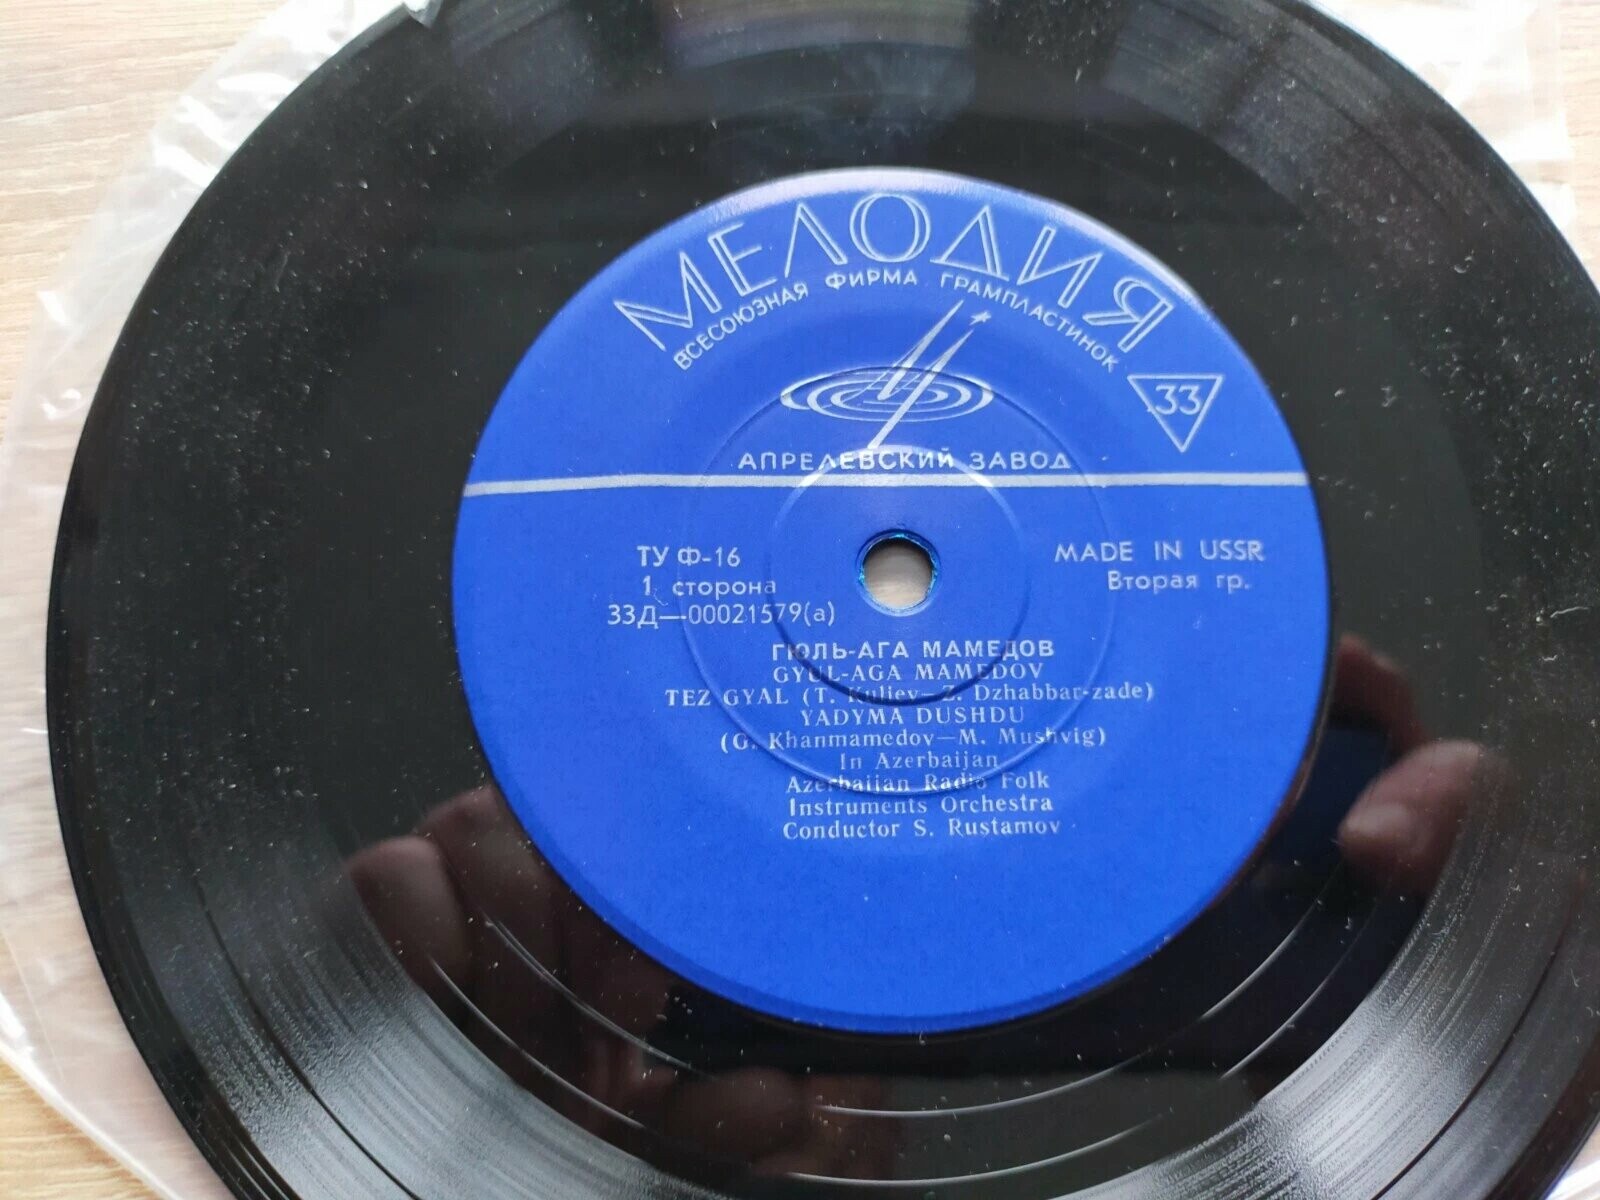 МЕЛОДИЯ
ВСЕСОЮЗНАЯ ФИРМА ГРАМПЛАСТИНОК
33
АПРЕЛЕВСКИЙ ЗАВОД
ТУ Ф-16
MADE IN USSR
1 сторона
Вторая гр.
33Д—00021579(а)
ГЮЛЬ-АГА МАМЕДОВ
GYUL-AGA MAMEDOV
TEZ GYAL (T. Kuliev—Z. Dzhabbar-zade)
YADYMA DUSHDU
(G. Khanmamedov—M. Mushvig)
In Azerbaijan
Azerbaijan Radio Folk
Instruments Orchestra
Conductor S. Rustamov